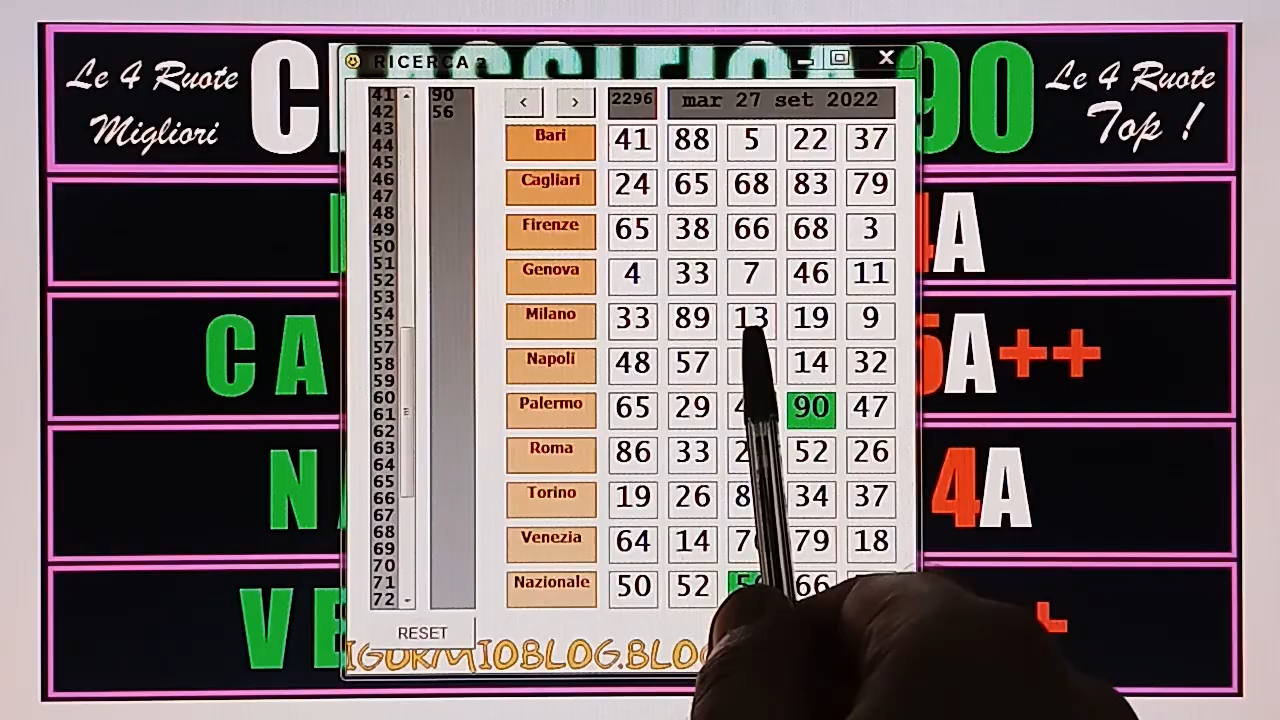 Le 4 Ruote
Migliori
90
Le 4 Ruote
Top !
RICERCA
41
42
43
44
45
46
47
48
49
50
51
52
53
54
55
57
58
59
60
61
62
63
64
65
66
67
68
69
70
71
72
90
56
< > 2296 mar 27 set 2022
Bari 41 88 5 22 37
Cagliari 24 65 68 83 79
Firenze 65 38 66 68 3
Genova 4 33 7 46 11
Milano 33 89 13 19 9
Napoli 48 57 14 32
Palermo 65 29 90 47
Roma 86 33 52 26
Torino 19 26 34 37
Venezia 64 14 79 18
Nazionale 50 52 66
RESET
A
CA A++
N 4A
VE